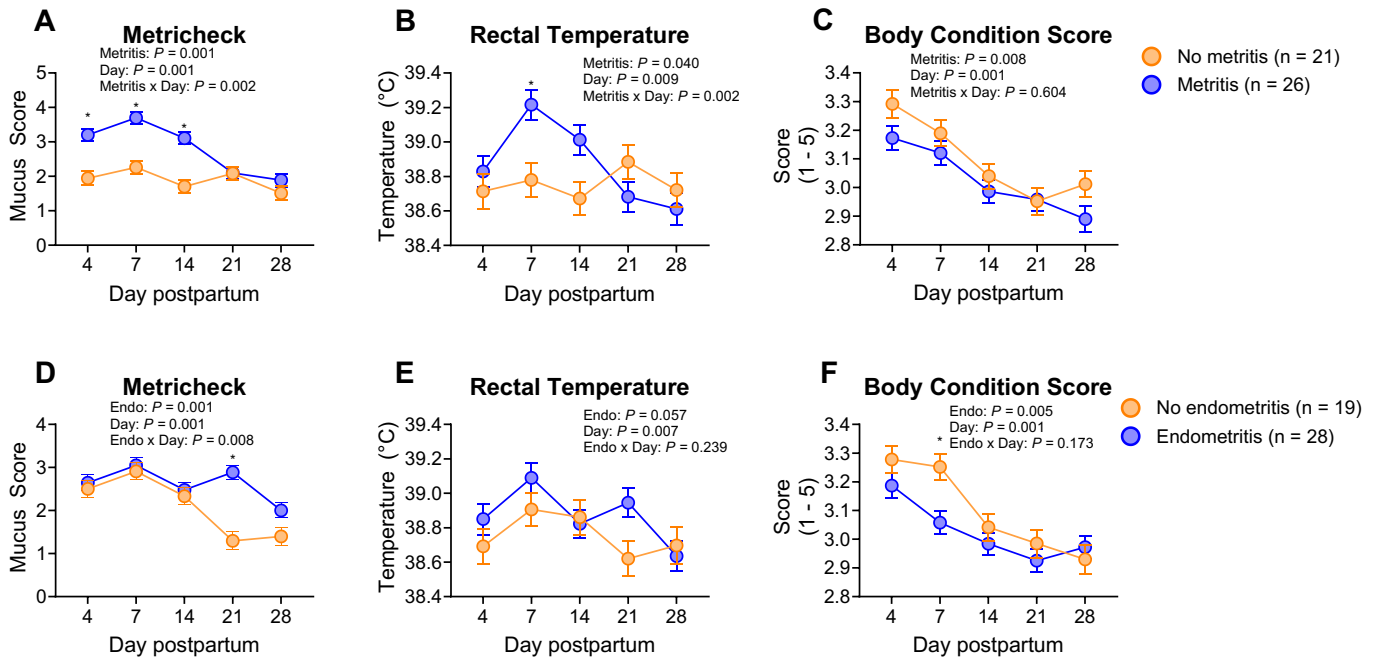 A
Metricheck
Metritis: P = 0.001
Day: P = 0.001
Metritis x Day: P = 0.002
5
4
3
2
1
0
Mucus Score
*
*
*
4 7 14 21 28
Day postpartum
B
Rectal Temperature
Metritis: P = 0.040
Day: P = 0.009
Metritis x Day: P = 0.002
39.4
39.2
39.0
38.8
38.6
38.4
Temperature (°C)
*
4 7 14 21 28
Day postpartum
C
Body Condition Score
Metritis: P = 0.008
Day: P = 0.001
Metritis x Day: P = 0.604
3.4
3.3
3.2
3.1
3.0
2.9
2.8
Score
(1 - 5)
4 7 14 21 28
Day postpartum
No metritis (n = 21)
Metritis (n = 26)
D
Metricheck
Endo: P = 0.001
Day: P = 0.001
Endo x Day: P = 0.008
4
3
2
1
0
Mucus Score
*
4 7 14 21 28
Day postpartum
E
Rectal Temperature
Endo: P = 0.057
Day: P = 0.007
Endo x Day: P = 0.239
39.4
39.2
39.0
38.8
38.6
38.4
Temperature (°C)
4 7 14 21 28
Day postpartum
F
Body Condition Score
Endo: P = 0.005
Day: P = 0.001
* Endo x Day: P = 0.173
3.4
3.3
3.2
3.1
3.0
2.9
2.8
Score
(1 - 5)
4 7 14 21 28
Day postpartum
No endometritis (n = 19)
Endometritis (n = 28)